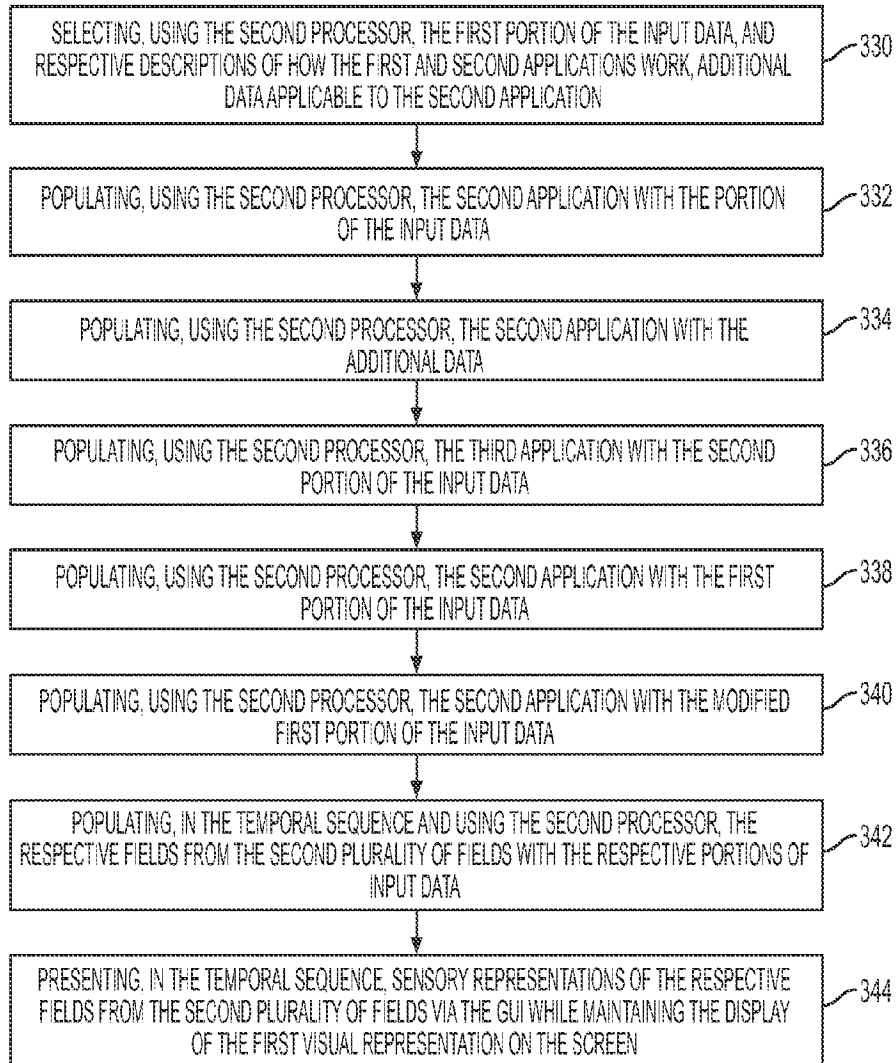 SELECTING, USING THE SECOND PROCESSOR, THE FIRST PORTION OF THE INPUT DATA, AND
RESPECTIVE DESCRIPTIONS OF HOW THE FIRST AND SECOND APPLICATIONS WORK, ADDITIONAL
DATA APPLICABLE TO THE SECOND APPLICATION
330
POPULATING, USING THE SECOND PROCESSOR, THE SECOND APPLICATION WITH THE PORTION
OF THE INPUT DATA
332
POPULATING, USING THE SECOND PROCESSOR, THE SECOND APPLICATION WITH THE
ADDITIONAL DATA
334
POPULATING, USING THE SECOND PROCESSOR, THE THIRD APPLICATION WITH THE SECOND
PORTION OF THE INPUT DATA
336
POPULATING, USING THE SECOND PROCESSOR, THE SECOND APPLICATION WITH THE FIRST
PORTION OF THE INPUT DATA
338
POPULATING, USING THE SECOND PROCESSOR, THE SECOND APPLICATION WITH THE MODIFIED
FIRST PORTION OF THE INPUT DATA
340
POPULATING, IN THE TEMPORAL SEQUENCE AND USING THE SECOND PROCESSOR, THE
RESPECTIVE FIELDS FROM THE SECOND PLURALITY OF FIELDS WITH THE RESPECTIVE PORTIONS OF
INPUT DATA
342
PRESENTING, IN THE TEMPORAL SEQUENCE, SENSORY REPRESENTATIONS OF THE RESPECTIVE
FIELDS FROM THE SECOND PLURALITY OF FIELDS VIA THE GUI WHILE MAINTAINING THE DISPLAY
OF THE FIRST VISUAL REPRESENTATION ON THE SCREEN
344